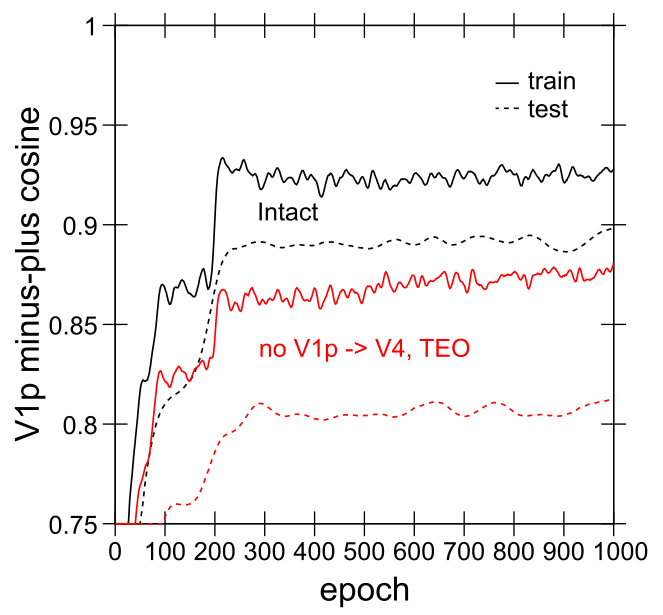 1
0.95
0.9
0.85
0.8
0.75
V1p minus-plus cosine
train
test
Intact
no V1p -> V4, TEO
0 100 200 300 400 500 600 700 800 900 1000
epoch